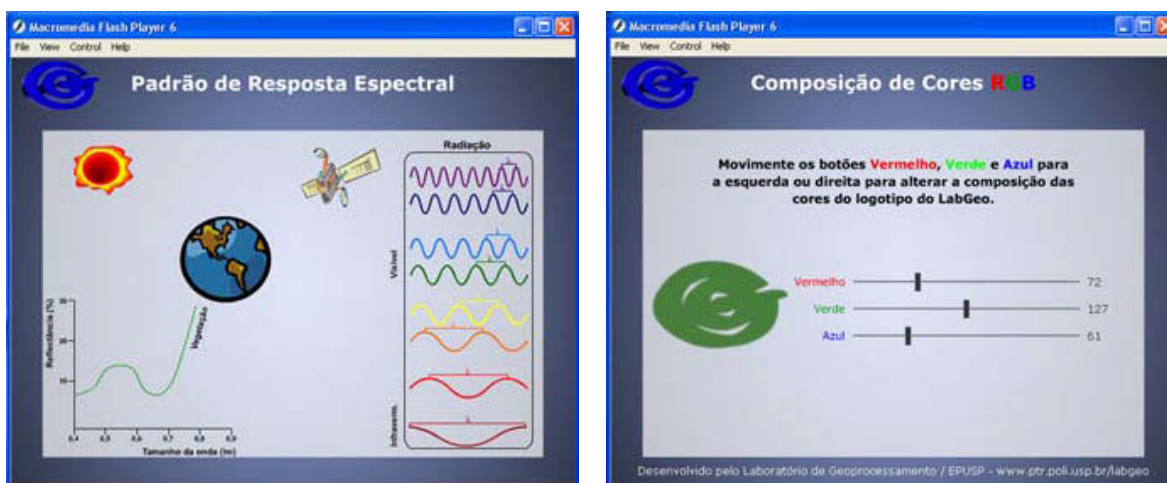 Macromedia Flash Player 6
File View Control Help
Padrão de Resposta Espectral
Radiação
Visível
Infraverm.
Reflectância (%)
30
20
10
Vegetação
0,4 0,5 0,6 0,7 0,8 0,9
Tamanho da onda
Macromedia Flash Player 6
File View Control Help
Composição de Cores RGB
Movimente os botões Vermelho, Verde e Azul para
a esquerda ou direita para alterar a composição das
cores do logotipo do LabGeo.
Vermelho 72
Verde 127
Azul 61
Desenvolvido pelo Laboratório de Geoprocessamento / EPUSP - www.ptr.poli.usp.br/labgeo